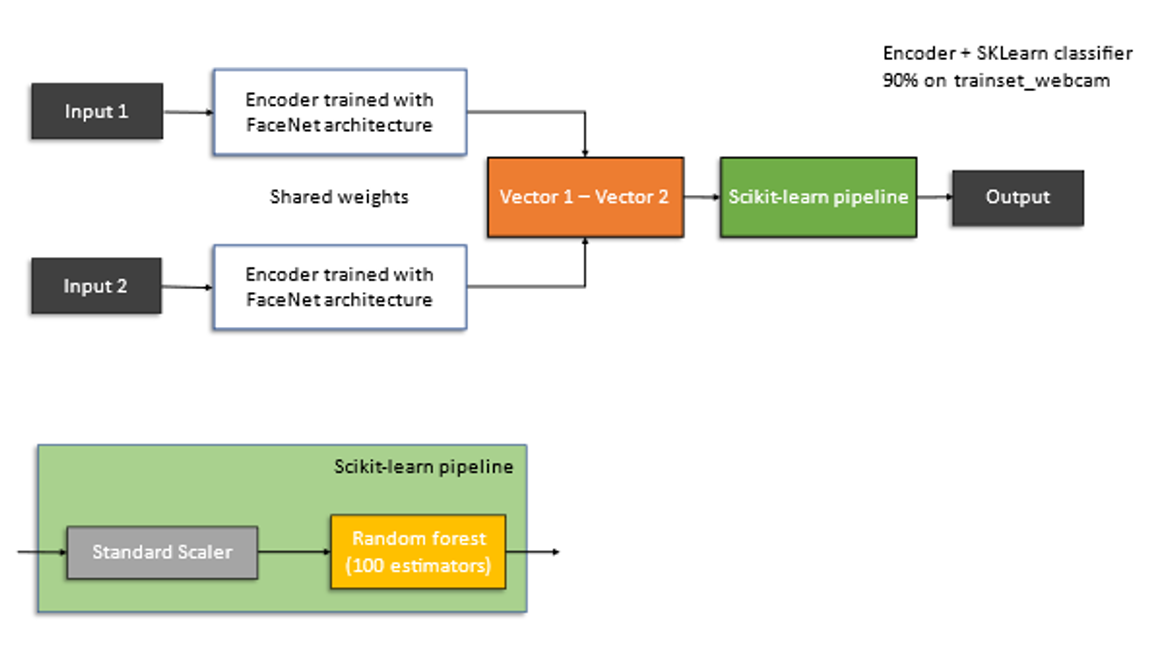 Encoder + SKLearn classifier
90% on trainset_webcam
Input 1
Encoder trained with
FaceNet architecture
Shared weights
Vector 1 – Vector 2
Scikit-learn pipeline
Output
Input 2
Encoder trained with
FaceNet architecture
Scikit-learn pipeline
Standard Scaler
Random forest
(100 estimators)